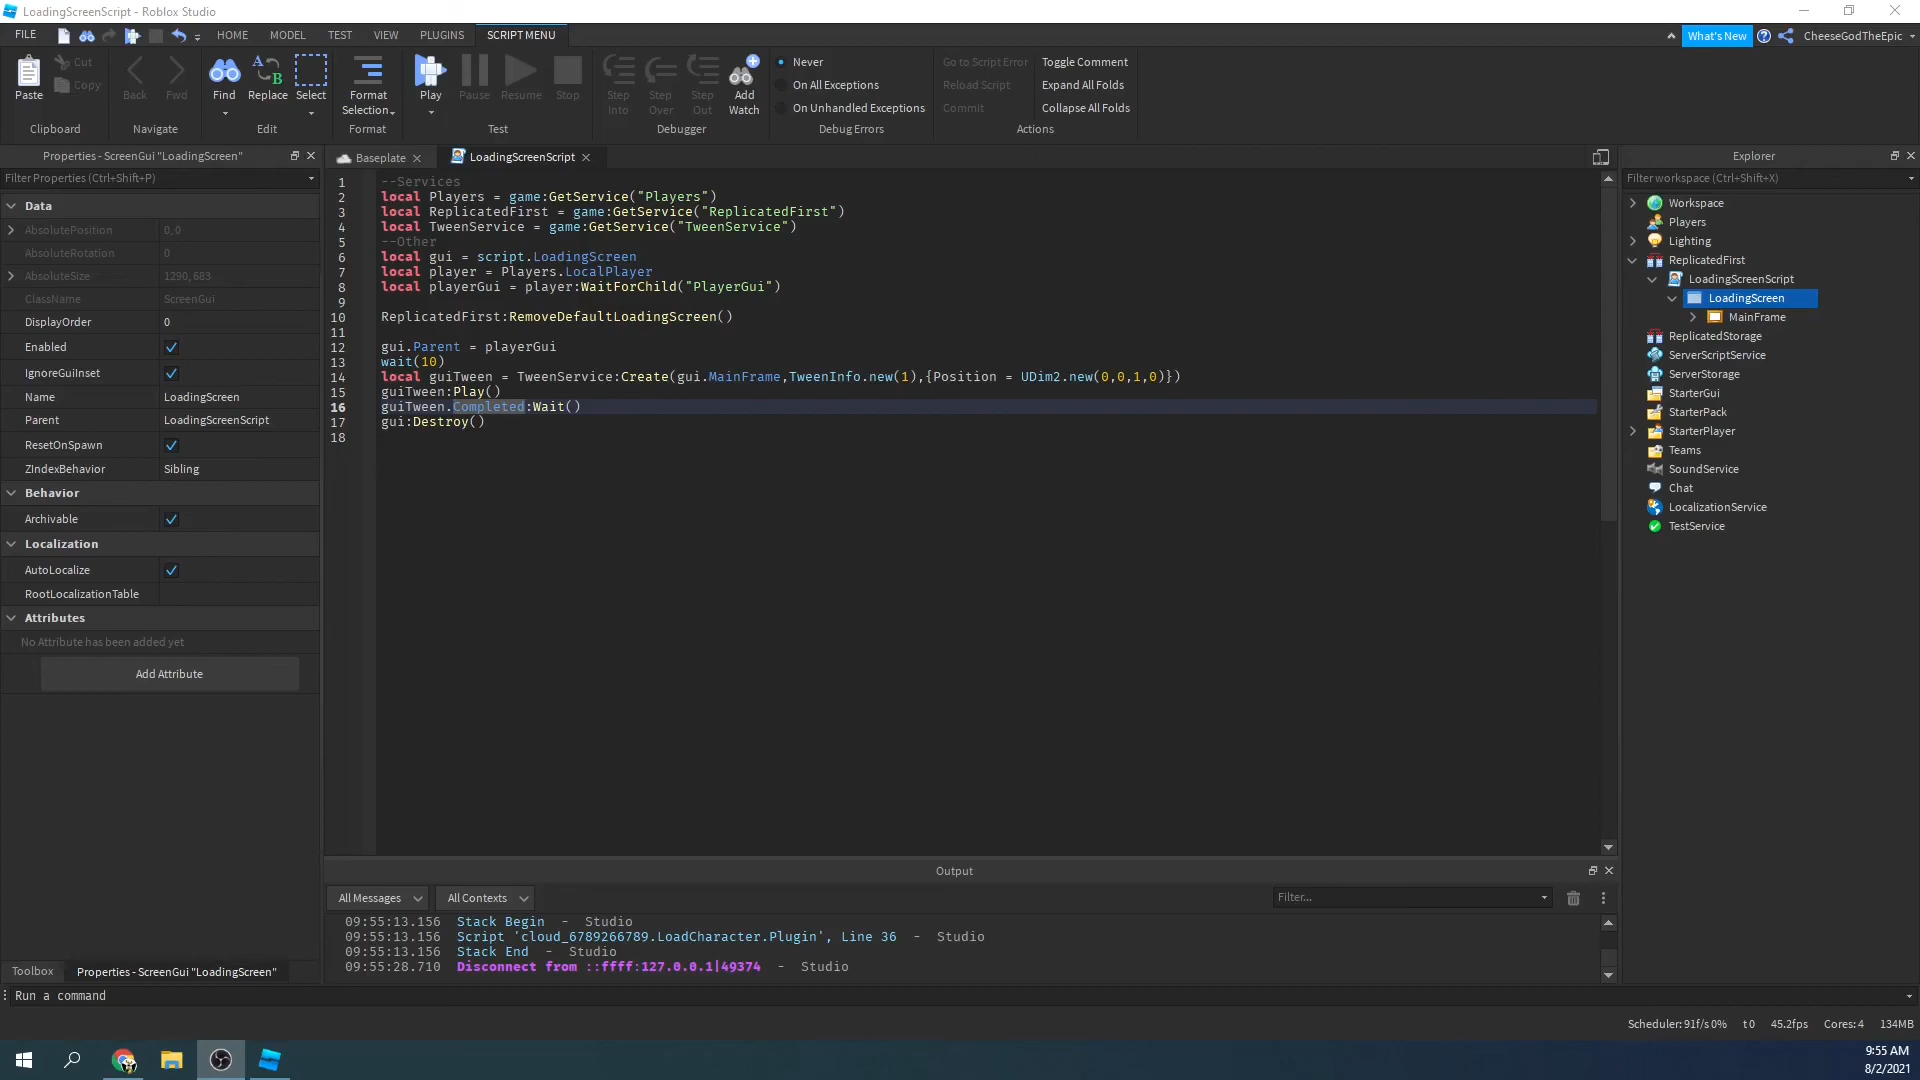 LoadingScreenScript - Roblox Studio
FILE HOME MODEL TEST VIEW PLUGINS SCRIPT MENU What's New CheeseGodTheEpic
Paste Cut Copy Clipboard
Back Fwd Navigate
Find Replace Select Edit
Format Selection Format
Play Pause Resume Stop Test
Step Into Step Over Step Out Add Watch Debugger
Never
On All Exceptions
On Unhandled Exceptions
Debug Errors
Go to Script Error Toggle Comment
Reload Script Expand All Folds
Commit Collapse All Folds
Actions
Properties - ScreenGui "LoadingScreen"
Filter Properties (Ctrl+Shift+P)
Data
AbsolutePosition 0, 0
AbsoluteRotation 0
AbsoluteSize 1290, 683
ClassName ScreenGui
DisplayOrder 0
Enabled
IgnoreGuiInset
Name LoadingScreen
Parent LoadingScreenScript
ResetOnSpawn
ZIndexBehavior Sibling
Behavior
Archivable
Localization
AutoLocalize
RootLocalizationTable
Attributes
No Attribute has been added yet
Add Attribute
Toolbox Properties - ScreenGui "LoadingScreen"
Baseplate LoadingScreenScript
1 --Services
2 local Players = game:GetService("Players")
3 local ReplicatedFirst = game:GetService("ReplicatedFirst")
4 local TweenService = game:GetService("TweenService")
5 --Other
6 local gui = script.LoadingScreen
7 local player = Players.LocalPlayer
8 local playerGui = player:WaitForChild("PlayerGui")
9
10 ReplicatedFirst:RemoveDefaultLoadingScreen()
11
12 gui.Parent = playerGui
13 wait(10)
14 local guiTween = TweenService:Create(gui.MainFrame,TweenInfo.new(1),{Position = UDim2.new(0,0,1,0)})
15 guiTween:Play()
16 guiTween.Completed:Wait()
17 gui:Destroy()
18
Output
All Messages All Contexts Filter...
09:55:13.156 Stack Begin - Studio
09:55:13.156 Script 'cloud_6789266789.LoadCharacter.Plugin', Line 36 - Studio
09:55:13.156 Stack End - Studio
09:55:28.710 Disconnect from ::ffff:127.0.0.1|49374 - Studio
Explorer
Filter workspace (Ctrl+Shift+X)
Workspace
Players
Lighting
ReplicatedFirst
LoadingScreenScript
LoadingScreen
MainFrame
ReplicatedStorage
ServerScriptService
ServerStorage
StarterGui
StarterPack
StarterPlayer
Teams
SoundService
Chat
LocalizationService
TestService
Run a command
Scheduler: 91f/s 0% t 0 45.2fps Cores: 4 134MB
9:55 AM
8/2/2021